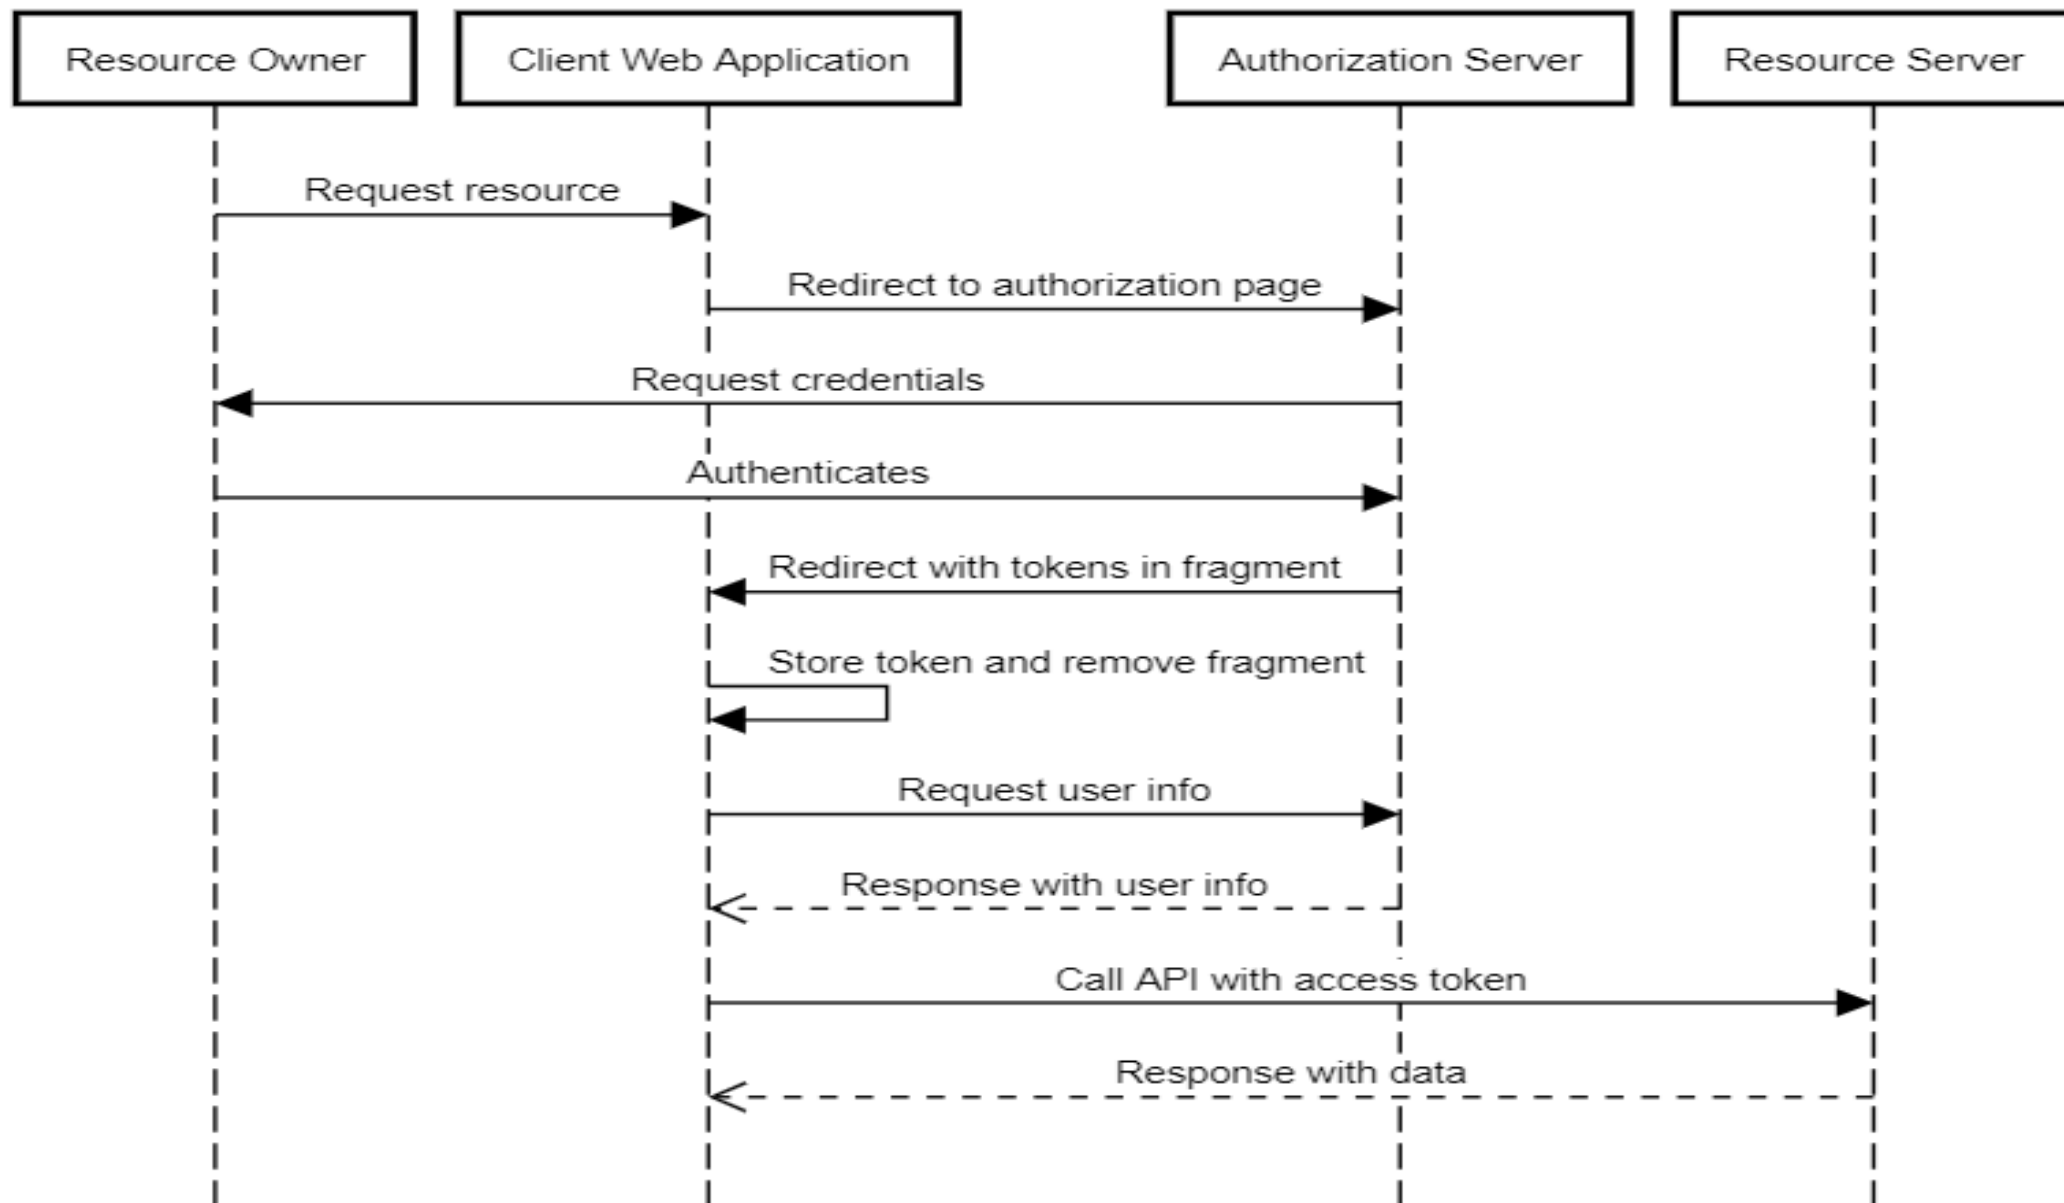 Resource Owner
Client Web Application
Authorization Server
Resource Server
Request resource
Redirect to authorization page
Request credentials
Authenticates
Redirect with tokens in fragment
Store token and remove fragment
Request user info
Response with user info
Call API with access token
Response with data